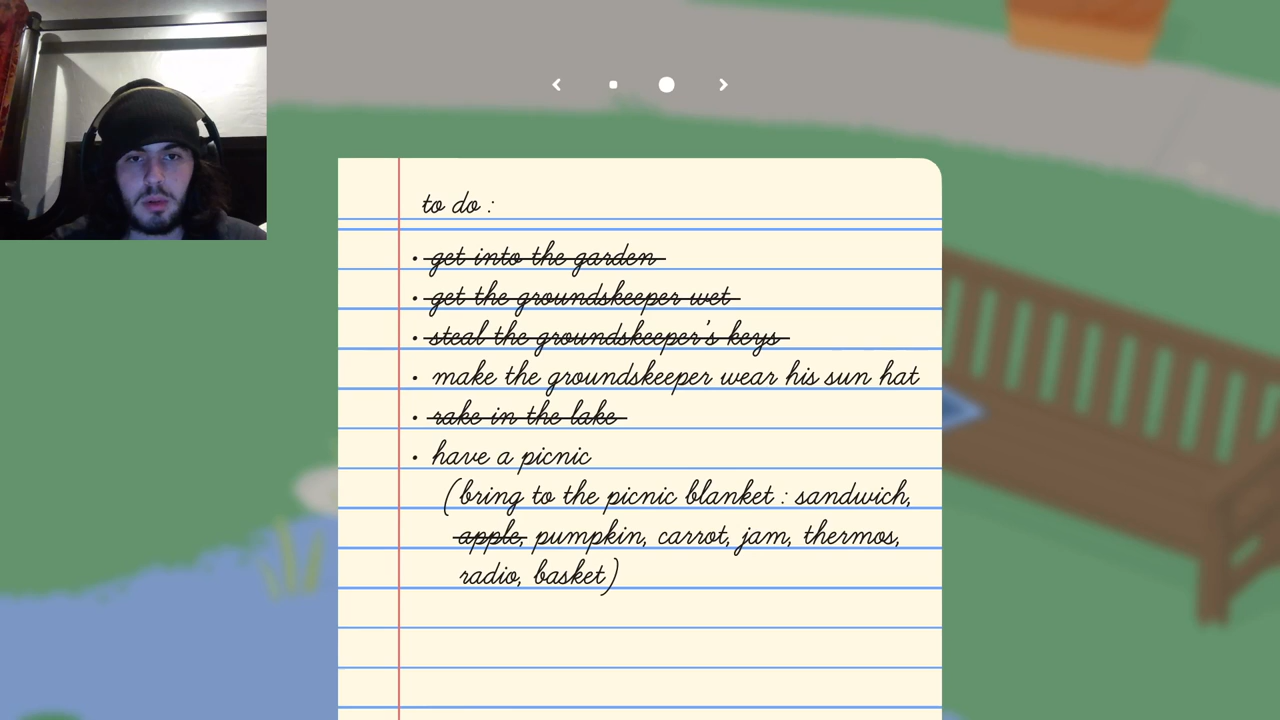 to do :
• get into the garden
• get the groundskeeper wet
• steal the groundskeeper's keys
• make the groundskeeper wear his sun hat
• rake in the lake
• have a picnic
(bring to the picnic blanket : sandwich,
apple, pumpkin, carrot, jam, thermos,
radio, basket)